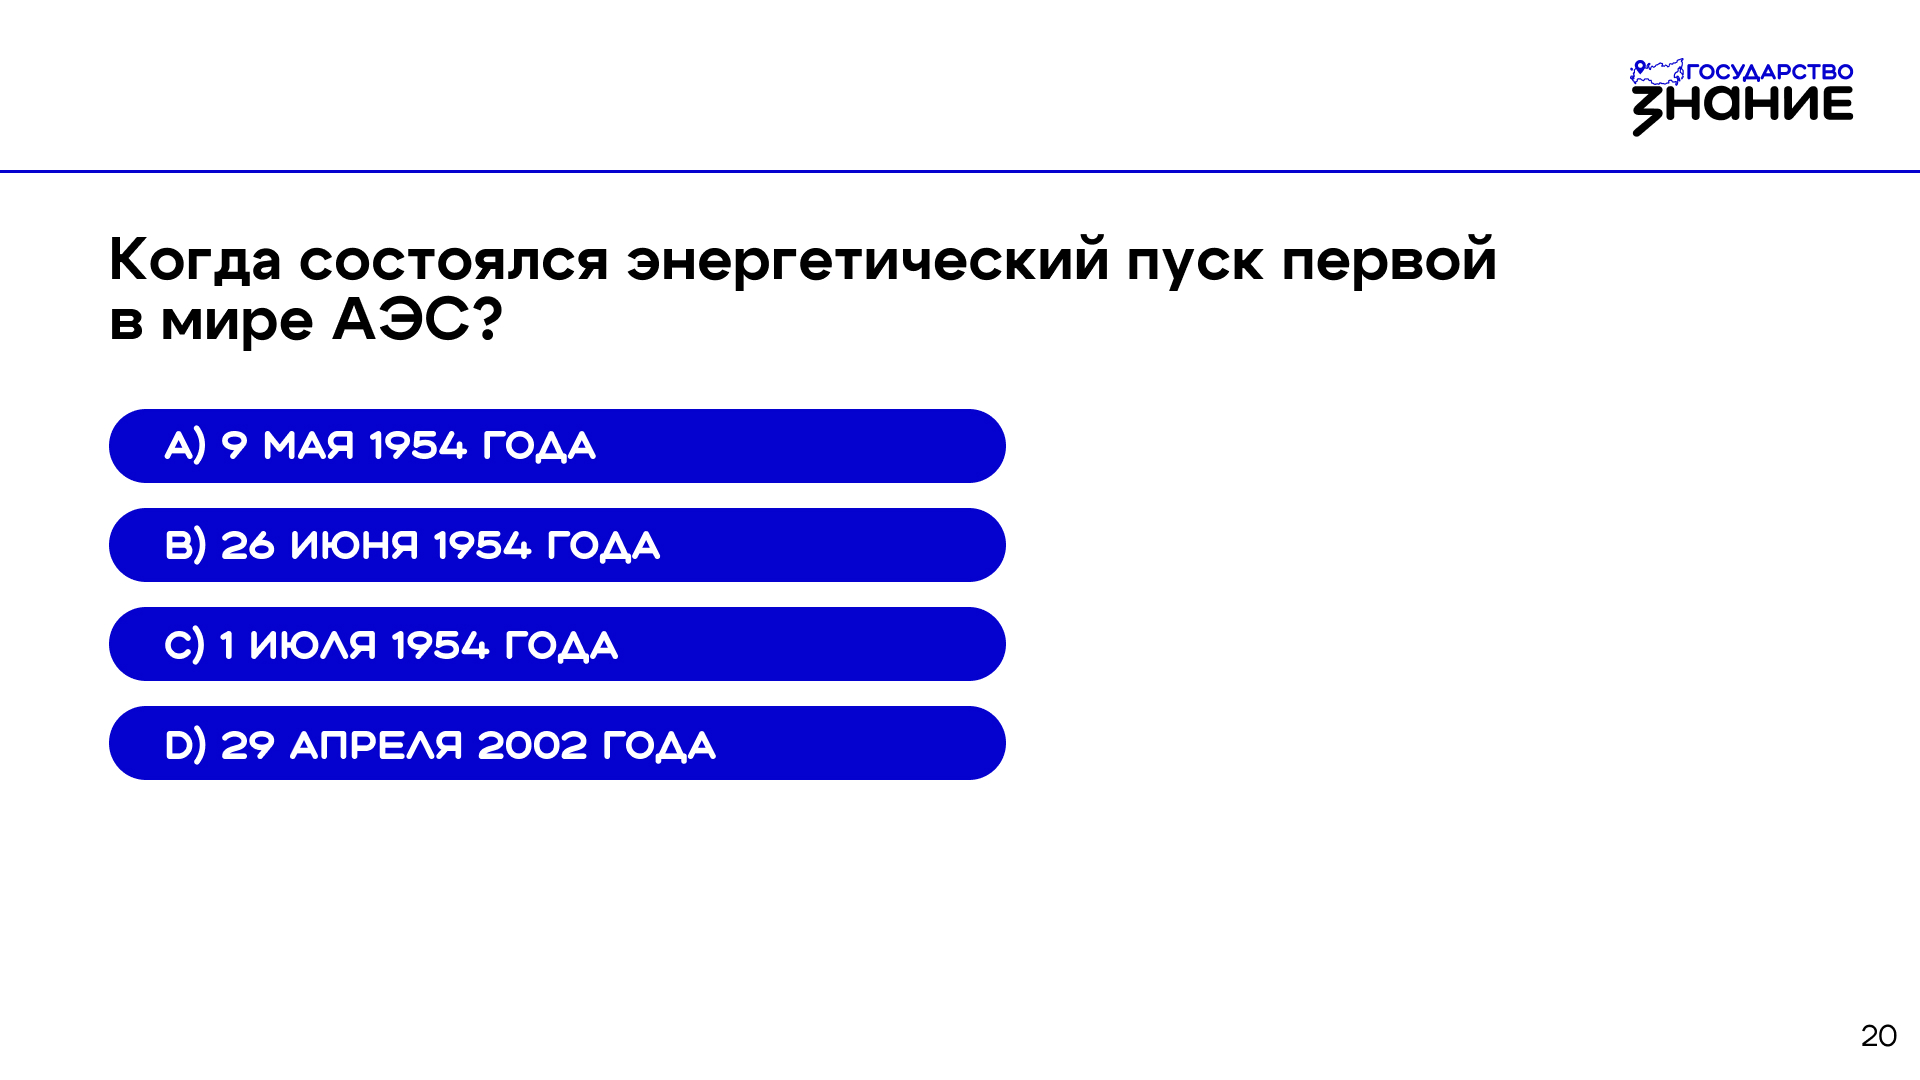 ГОСУДАРСТВО
ЗНАНИЕ
Когда состоялся энергетический пуск первой
в мире АЭС?
A) 9 МАЯ 1954 ГОДА
B) 26 ИЮНЯ 1954 ГОДА
C) 1 ИЮЛЯ 1954 ГОДА
D) 29 АПРЕЛЯ 2002 ГОДА
20